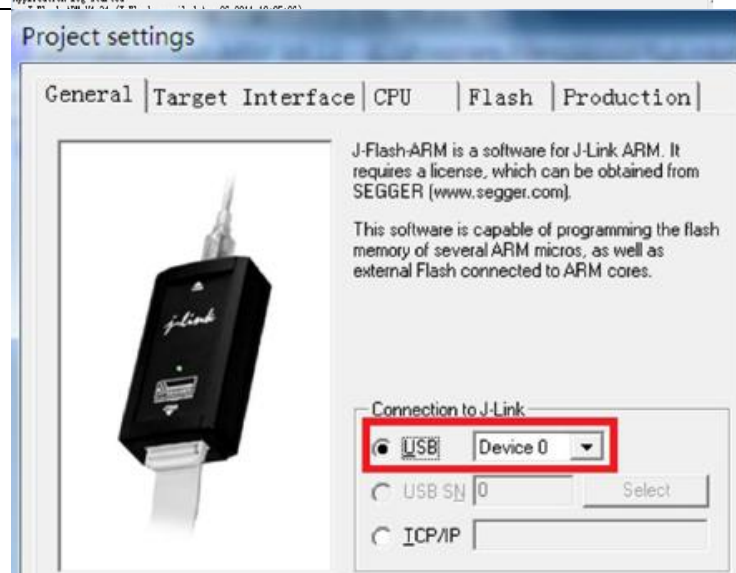 Project settings
General Target Interface CPU Flash Production
J-Flash-ARM is a software for J-Link ARM. It
requires a license, which can be obtained from
SEGGER (www.segger.com).
This software is capable of programming the flash
memory of several ARM micros, as well as
external Flash connected to ARM cores.
j-link
Connection to J-Link
USB Device 0
USB SN 0 Select
TCP/IP